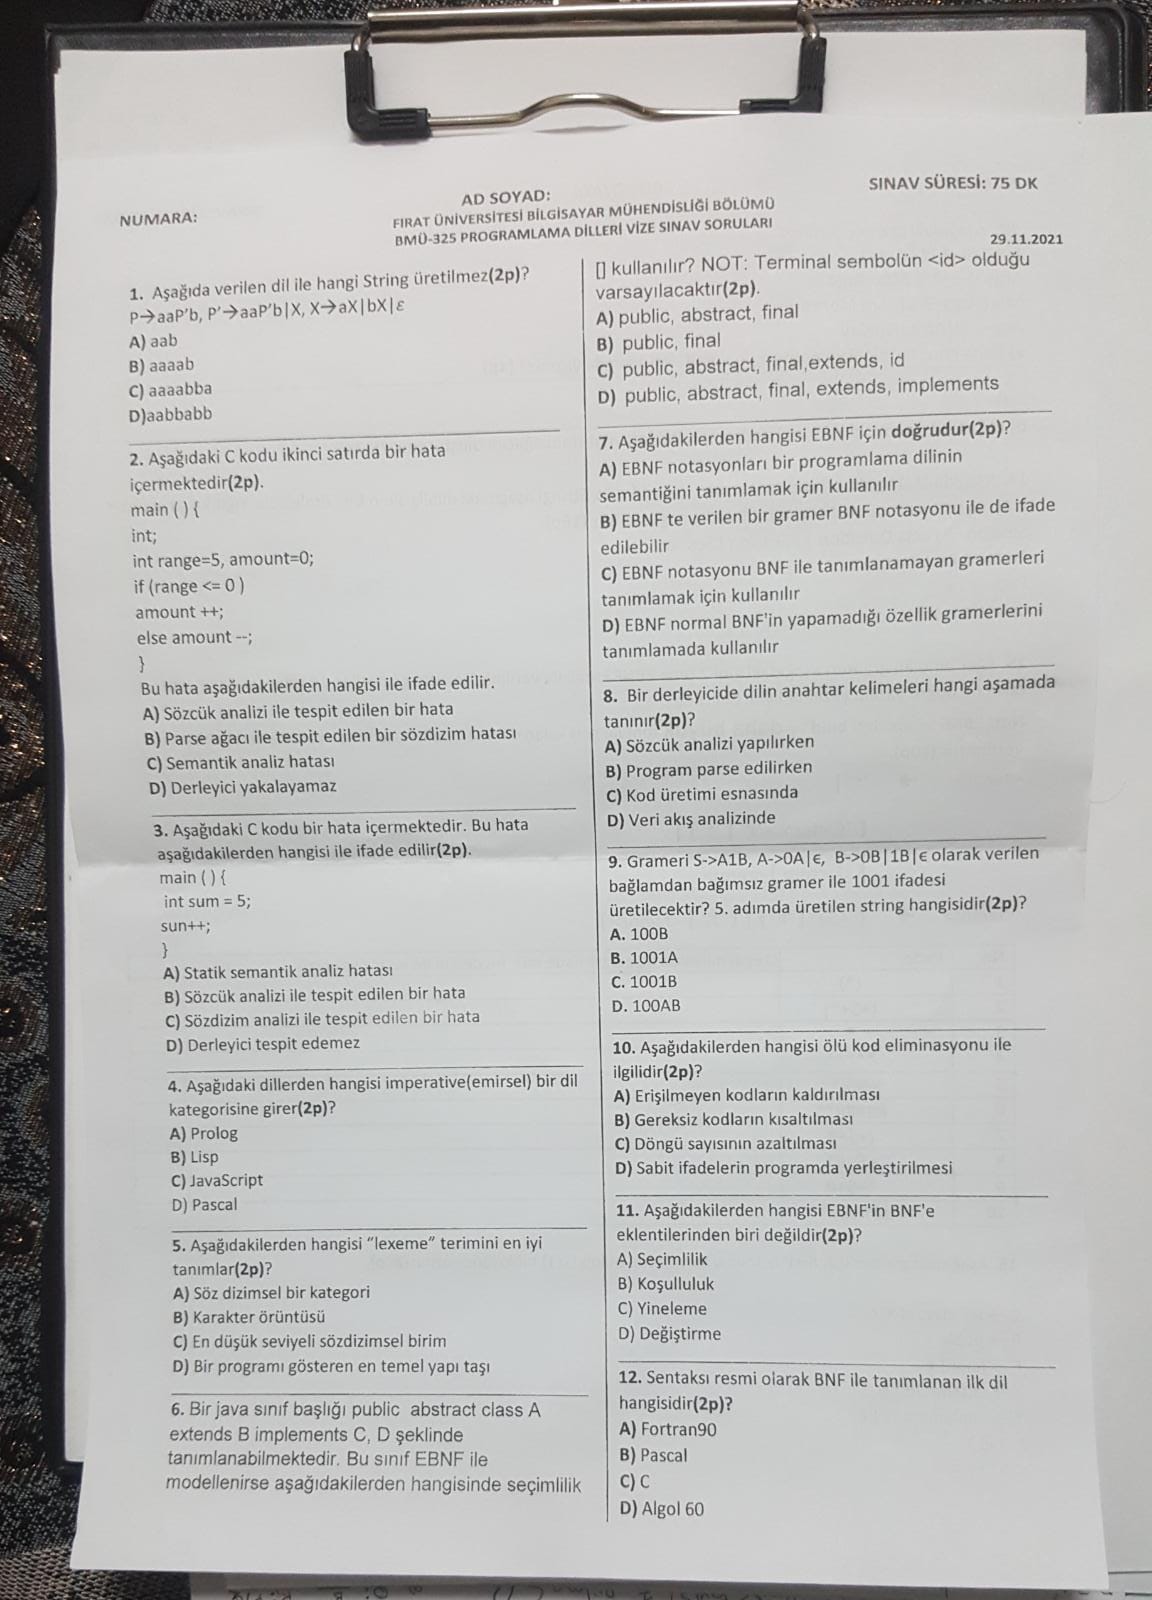 SINAV SÜRESİ: 75 DK
AD SOYAD:
NUMARA:
FIRAT ÜNİVERSİTESİ BİLGİSAYAR MÜHENDİSLİĞİ BÖLÜMÜ
BMÜ-325 PROGRAMLAMA DİLLERİ VİZE SINAV SORULARI
29.11.2021
1. Aşağıda verilen dil ile hangi String üretilmez(2p)?
P→aaP'b, P'→aaP'b|X, X→aX|bX|ε
A) aab
B) aaaab
C) aaaabba
D)aabbabb
2. Aşağıdaki C kodu ikinci satırda bir hata
içermektedir(2p).
main ( ) {
int;
int range=5, amount=0;
if (range <= 0 )
amount ++;
else amount --;
}
Bu hata aşağıdakilerden hangisi ile ifade edilir.
A) Sözcük analizi ile tespit edilen bir hata
B) Parse ağacı ile tespit edilen bir sözdizim hatası
C) Semantik analiz hatası
D) Derleyici yakalayamaz
3. Aşağıdaki C kodu bir hata içermektedir. Bu hata
aşağıdakilerden hangisi ile ifade edilir(2p).
main ( ) {
int sum = 5;
sun++;
}
A) Statik semantik analiz hatası
B) Sözcük analizi ile tespit edilen bir hata
C) Sözdizim analizi ile tespit edilen bir hata
D) Derleyici tespit edemez
4. Aşağıdaki dillerden hangisi imperative(emirsel) bir dil
kategorisine girer(2p)?
A) Prolog
B) Lisp
C) JavaScript
D) Pascal
5. Aşağıdakilerden hangisi "lexeme" terimini en iyi
tanımlar(2p)?
A) Söz dizimsel bir kategori
B) Karakter örüntüsü
C) En düşük seviyeli sözdizimsel birim
D) Bir programı gösteren en temel yapı taşı
6. Bir java sınıf başlığı public abstract class A
extends B implements C, D şeklinde
tanımlanabilmektedir. Bu sınıf EBNF ile
modellenirse aşağıdakilerden hangisinde seçimlilik
[] kullanılır? NOT: Terminal sembolün <id> olduğu
varsayılacaktır(2p).
A) public, abstract, final
B) public, final
C) public, abstract, final,extends, id
D) public, abstract, final, extends, implements
7. Aşağıdakilerden hangisi EBNF için doğrudur(2p)?
A) EBNF notasyonları bir programlama dilinin
semantiğini tanımlamak için kullanılır
B) EBNF te verilen bir gramer BNF notasyonu ile de ifade
edilebilir
C) EBNF notasyonu BNF ile tanımlanamayan gramerleri
tanımlamak için kullanılır
D) EBNF normal BNF'in yapamadığı özellik gramerlerini
tanımlamada kullanılır
8. Bir derleyicide dilin anahtar kelimeleri hangi aşamada
tanınır(2p)?
A) Sözcük analizi yapılırken
B) Program parse edilirken
C) Kod üretimi esnasında
D) Veri akış analizinde
9. Grameri S->A1B, A->0A|ϵ, B->0B|1B|ϵ olarak verilen
bağlamdan bağımsız gramer ile 1001 ifadesi
üretilecektir? 5. adımda üretilen string hangisidir(2p)?
A. 100B
B. 1001A
C. 1001B
D. 100AB
10. Aşağıdakilerden hangisi ölü kod eliminasyonu ile
ilgilidir(2p)?
A) Erişilmeyen kodların kaldırılması
B) Gereksiz kodların kısaltılması
C) Döngü sayısının azaltılması
D) Sabit ifadelerin programda yerleştirilmesi
11. Aşağıdakilerden hangisi EBNF'in BNF'e
eklentilerinden biri değildir(2p)?
A) Seçimlilik
B) Koşulluluk
C) Yineleme
D) Değiştirme
12. Sentaksı resmi olarak BNF ile tanımlanan ilk dil
hangisidir(2p)?
A) Fortran90
B) Pascal
C) C
D) Algol 60